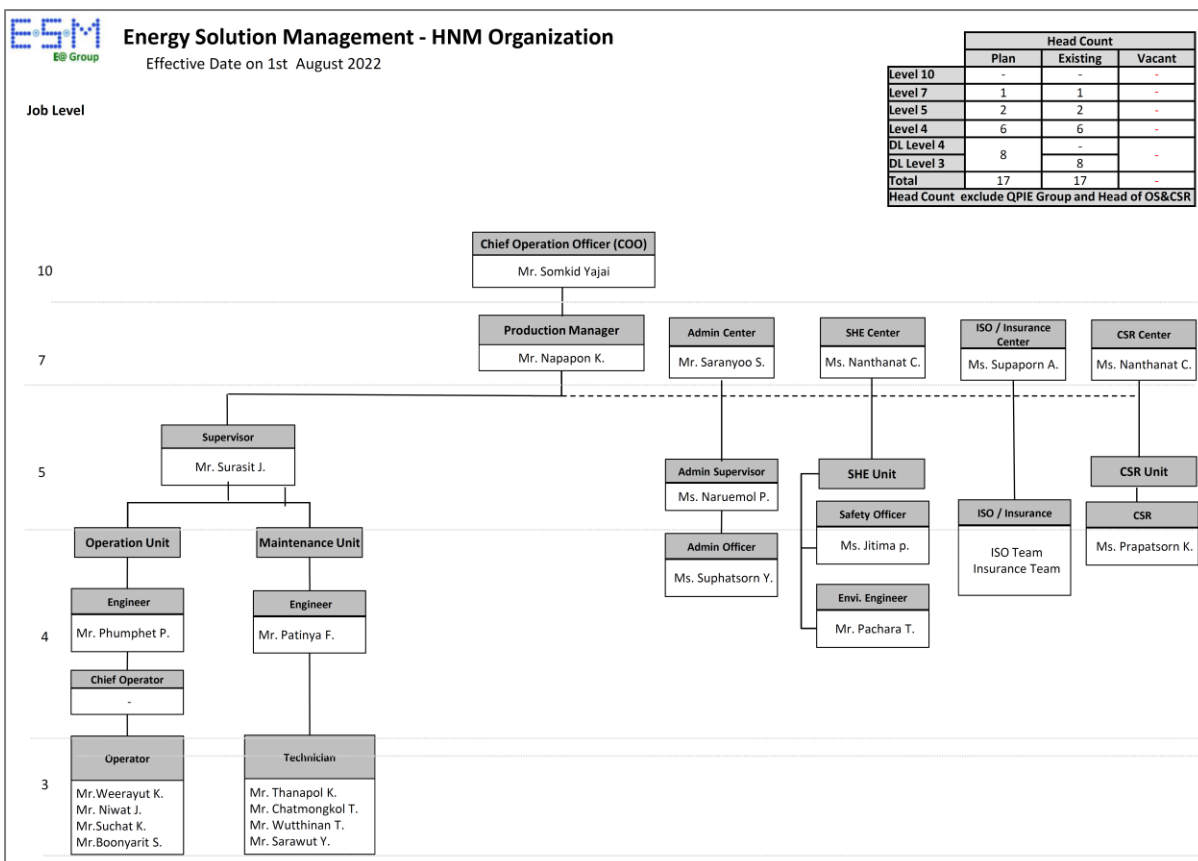 E·S·M
E@ Group
Energy Solution Management - HNM Organization
Effective Date on 1st August 2022
Head Count
Plan Existing Vacant
Level 10 - - -
Level 7 1 1 -
Level 5 2 2 -
Level 4 6 6 -
DL Level 4 8 - -
DL Level 3 8
Total 17 17 -
Head Count exclude QPIE Group and Head of OS&CSR
Job Level
10
Chief Operation Officer (COO)
Mr. Somkid Yajai
7
Production Manager
Mr. Napapon K.
Admin Center
Mr. Saranyoo S.
SHE Center
Ms. Nanthanat C.
ISO / Insurance
Center
Ms. Supaporn A.
CSR Center
Ms. Nanthanat C.
5
Supervisor
Mr. Surasit J.
Admin Supervisor
Ms. Naruemol P.
SHE Unit
CSR Unit
Safety Officer
Ms. Jitima p.
ISO / Insurance
ISO Team
Insurance Team
CSR
Ms. Prapatsorn K.
Operation Unit
Maintenance Unit
Admin Officer
Ms. Suphatsorn Y.
4
Engineer
Mr. Phumphet P.
Engineer
Mr. Patinya F.
Envi. Engineer
Mr. Pachara T.
Chief Operator
-
3
Operator
Mr.Weerayut K.
Mr. Niwat J.
Mr.Suchat K.
Mr.Boonyarit S.
Technician
Mr. Thanapol K.
Mr. Chatmongkol T.
Mr. Wutthinan T.
Mr. Sarawut Y.